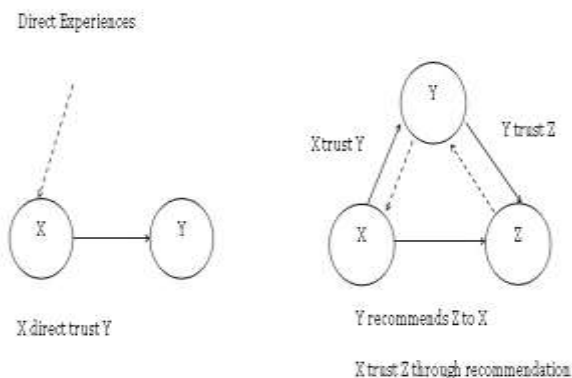 Direct Experiences
X
Y
X direct trust Y
Y
X trust Y
Y trust Z
X
Z
Y recommends Z to X
X trust Z through recommendation